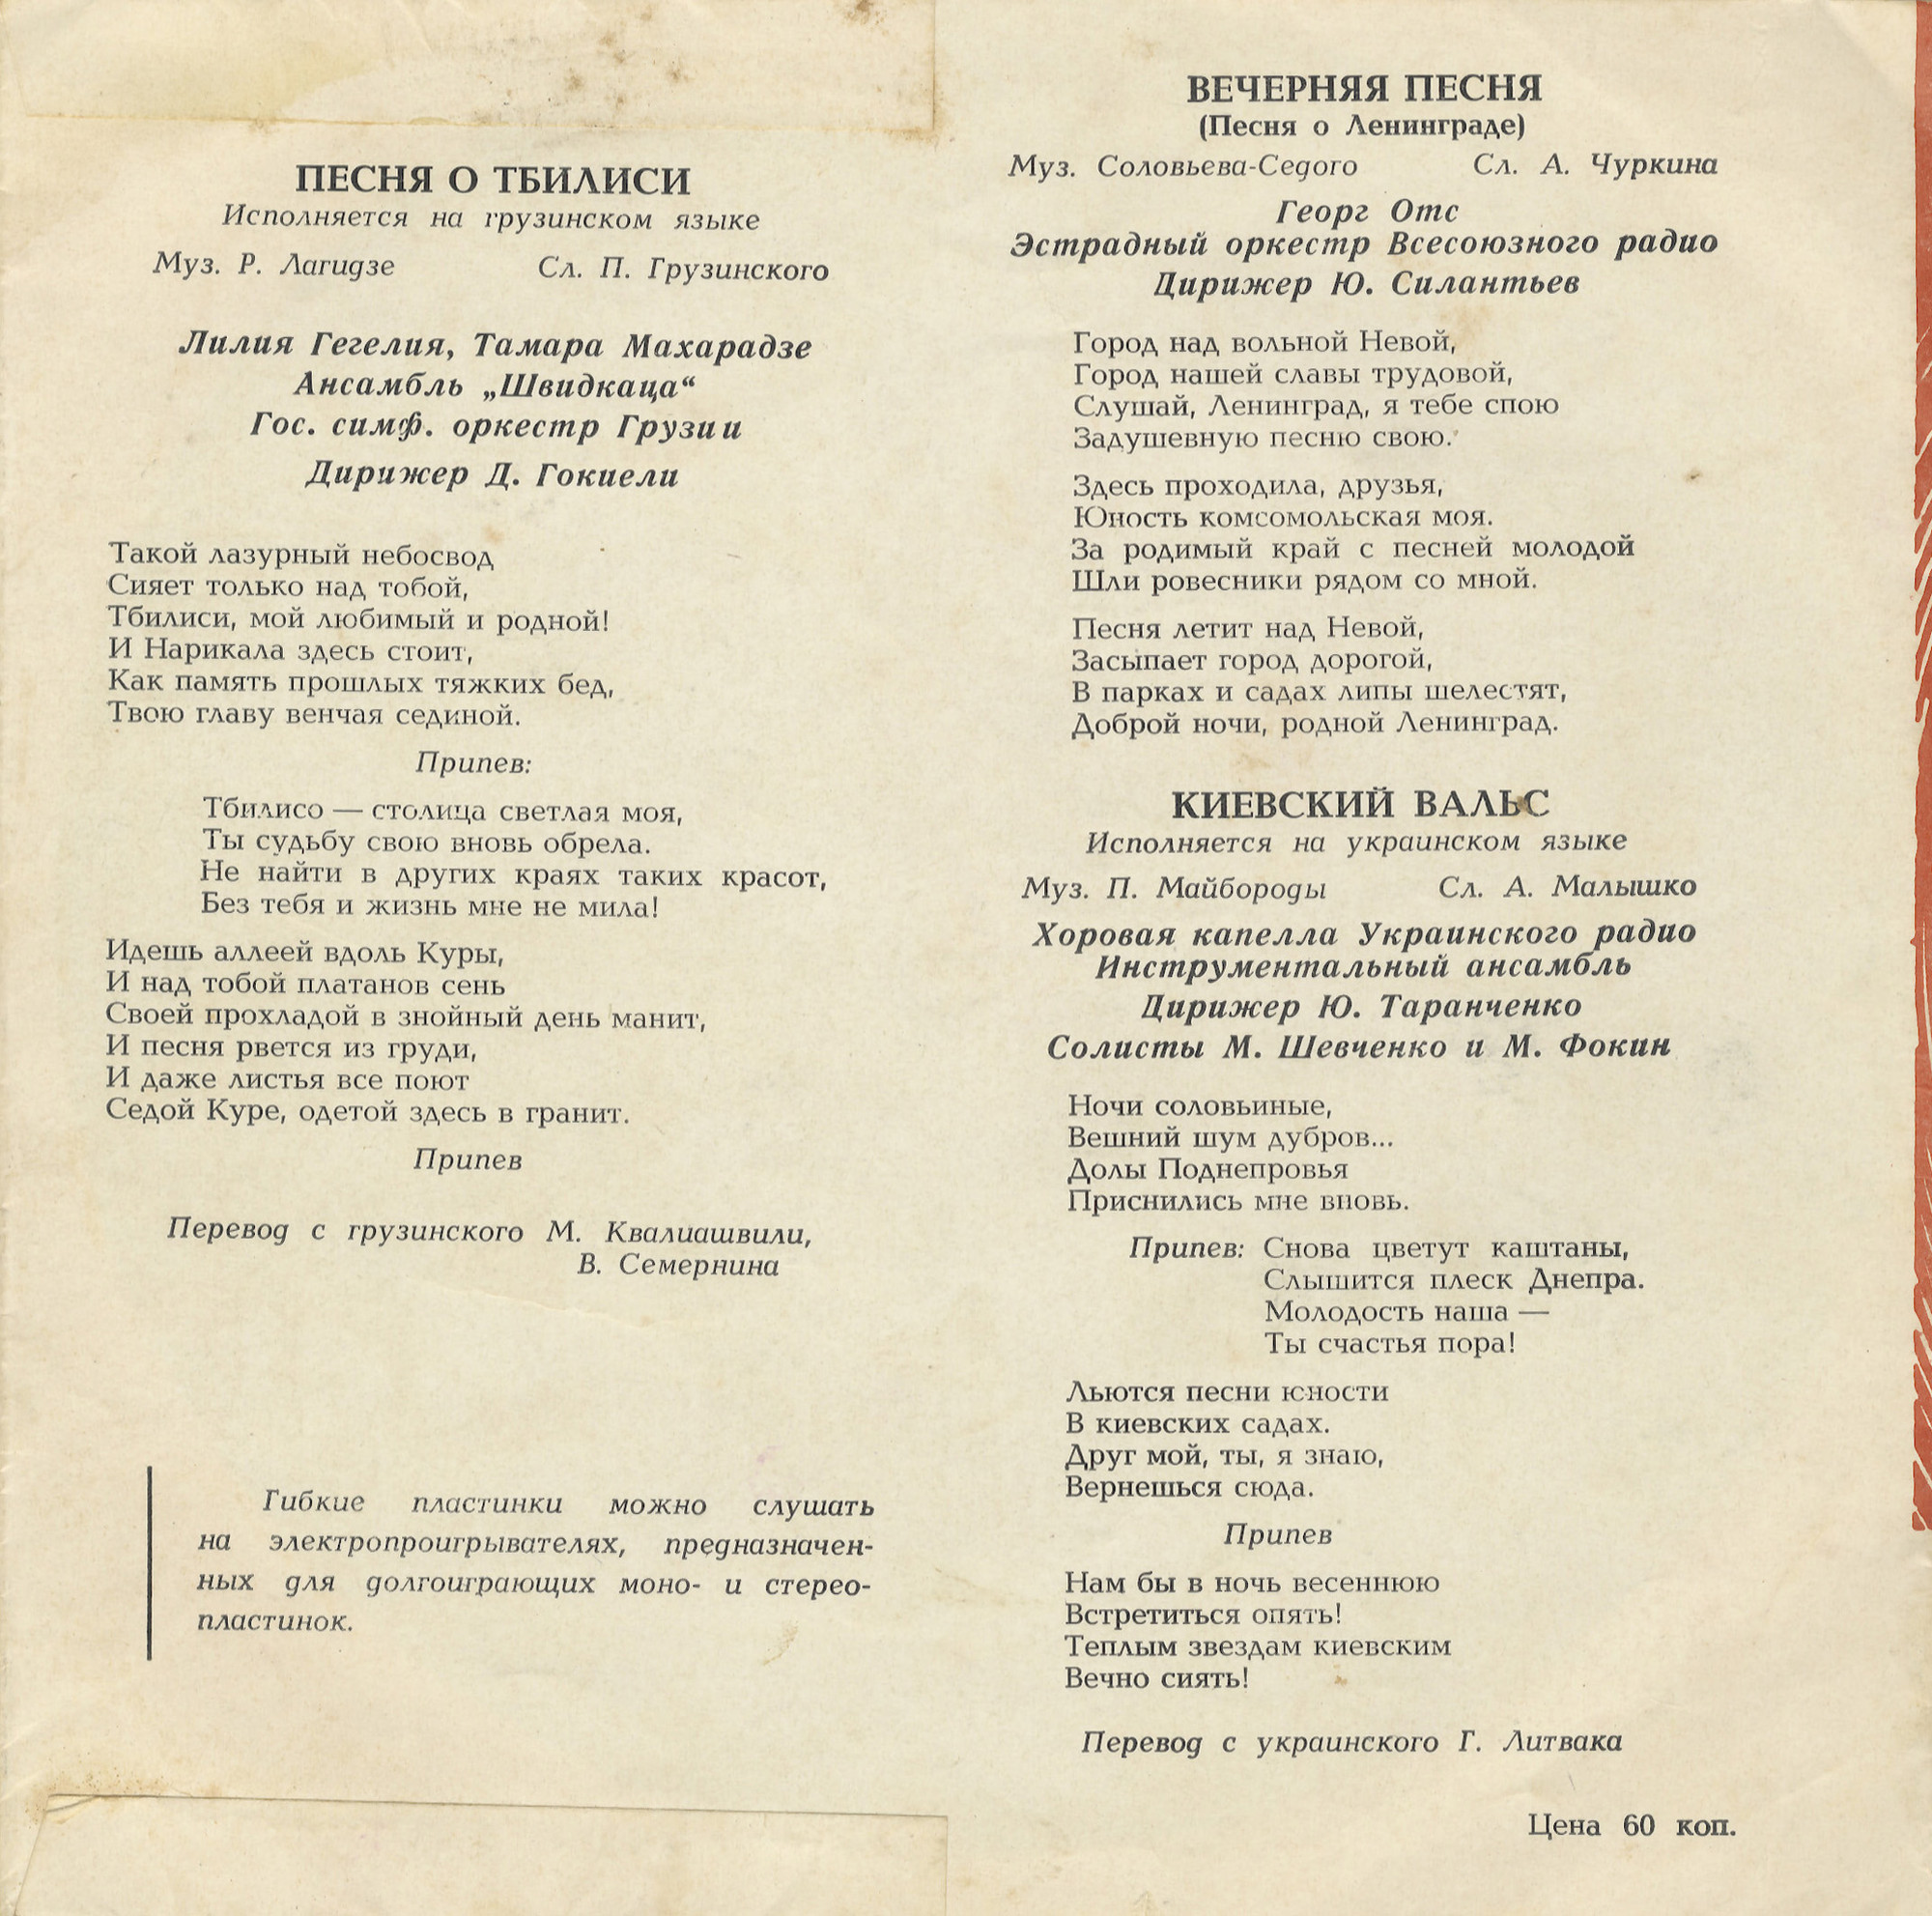 ПЕСНЯ О ТБИЛИСИ
Исполняется на грузинском языке
Муз. Р. Лагидзе Сл. П. Грузинского
Лилия Гегелия, Тамара Махарадзе
Ансамбль „Швидкаца“
Гос. симф. оркестр Грузии
Дирижер Д. Гокиели
Такой лазурный небосвод
Сияет только над тобой,
Тбилиси, мой любимый и родной!
И Нарикала здесь стоит,
Как память прошлых тяжких бед,
Твою главу венчая сединой.
Припев:
Тбилисо — столица светлая моя,
Ты судьбу свою вновь обрела.
Не найти в других краях таких красот,
Без тебя и жизнь мне не мила!
Идешь аллеей вдоль Куры,
И над тобой платанов сень
Своей прохладой в знойный день манит,
И песня рвется из груди,
И даже листья все поют
Седой Куре, одетой здесь в гранит.
Припев
Перевод с грузинского М. Квалиашвили,
В. Семернина
Гибкие пластинки можно слушать
на электропроигрывателях, предназначен-
ных для долгоиграющих моно- и стерео-
пластинок.
ВЕЧЕРНЯЯ ПЕСНЯ
(Песня о Ленинграде)
Муз. Соловьева-Седого Сл. А. Чуркина
Георг Отс
Эстрадный оркестр Всесоюзного радио
Дирижер Ю. Силантьев
Город над вольной Невой,
Город нашей славы трудовой,
Слушай, Ленинград, я тебе спою
Задушевную песню свою.
Здесь проходила, друзья,
Юность комсомольская моя.
За родимый край с песней молодой
Шли ровесники рядом со мной.
Песня летит над Невой,
Засыпает город дорогой,
В парках и садах липы шелестят,
Доброй ночи, родной Ленинград.
КИЕВСКИЙ ВАЛЬС
Исполняется на украинском языке
Муз. П. Майбороды Сл. А. Малышко
Хоровая капелла Украинского радио
Инструментальный ансамбль
Дирижер Ю. Таранченко
Солисты М. Шевченко и М. Фокин
Ночи соловьиные,
Вешний шум дубров...
Долы Поднепровья
Приснились мне вновь.
Припев: Снова цветут каштаны,
Слышится плеск Днепра.
Молодость наша —
Ты счастья пора!
Льются песни юности
В киевских садах.
Друг мой, ты, я знаю,
Вернешься сюда.
Припев
Нам бы в ночь весеннюю
Встретиться опять!
Теплым звездам киевским
Вечно сиять!
Перевод с украинского Г. Литвака
Цена 60 коп.